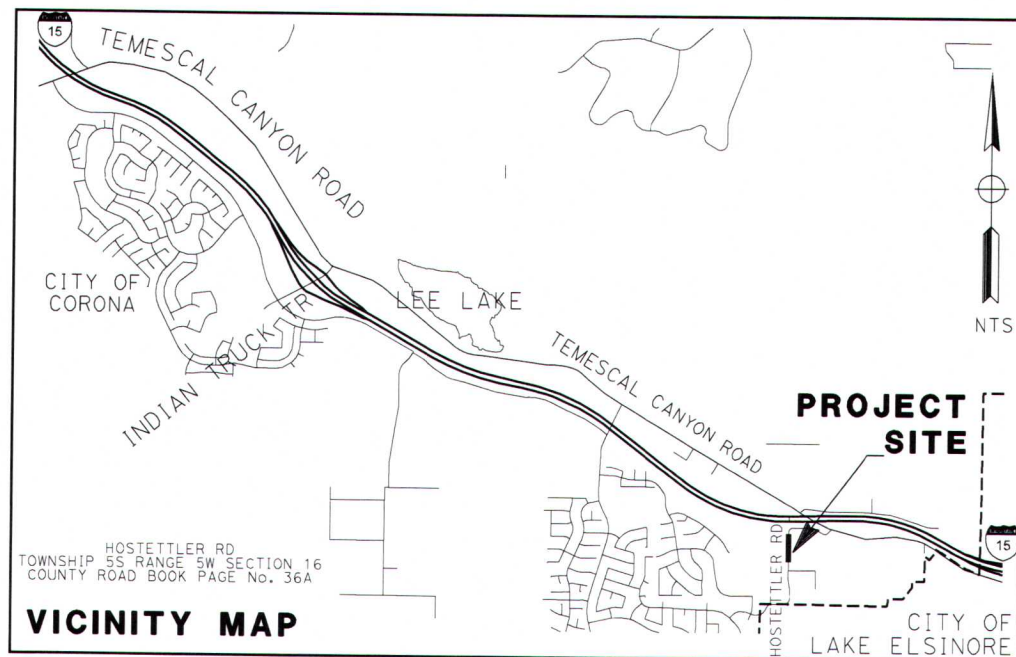 15
TEMESCAL CANYON ROAD
CITY OF
CORONA
INDIAN TRUCK TR
LEE LAKE
NTS
TEMESCAL CANYON ROAD
PROJECT
SITE
HOSTETTLER RD
15
HOSTETTLER RD
TOWNSHIP 5S RANGE 5W SECTION 16
COUNTY ROAD BOOK PAGE No. 36A
VICINITY MAP
CITY OF
LAKE ELSINORE